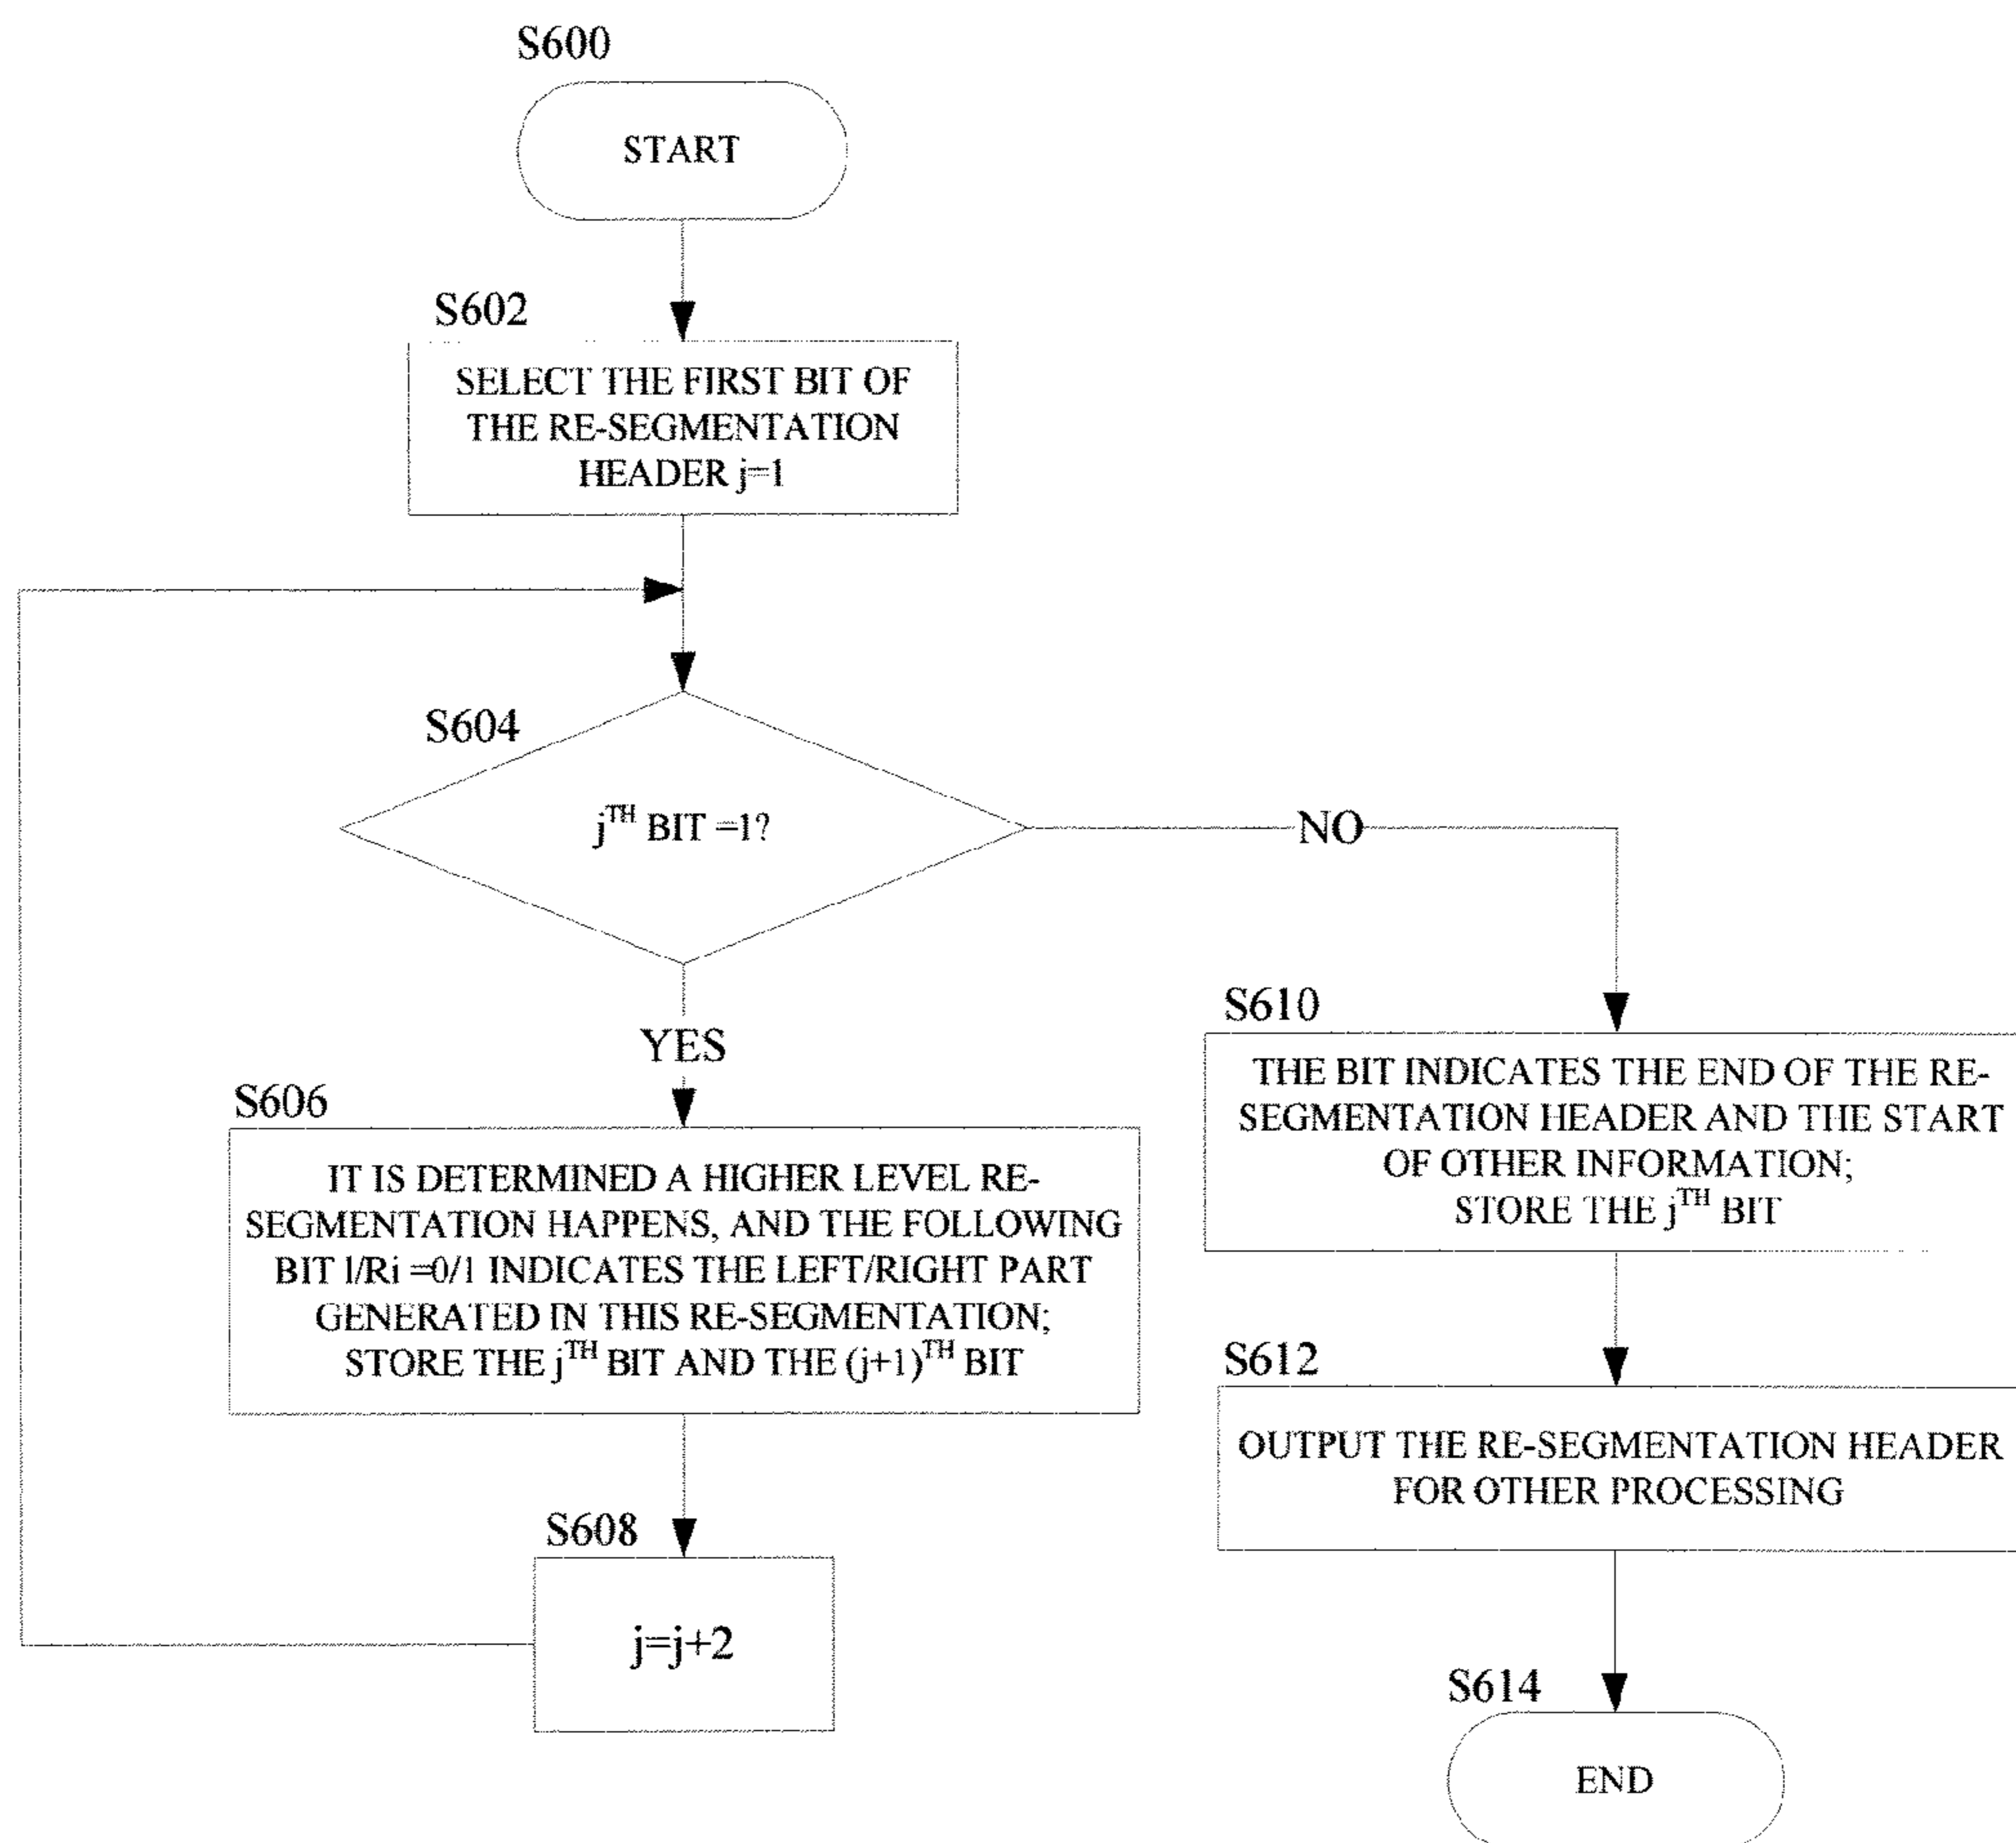 S600
START
S602
SELECT THE FIRST BIT OF
THE RE-SEGMENTATION
HEADER j=1
S604
jTH BIT =1?
NO
YES
S606
IT IS DETERMINED A HIGHER LEVEL RE-
SEGMENTATION HAPPENS, AND THE FOLLOWING
BIT l/Ri =0/1 INDICATES THE LEFT/RIGHT PART
GENERATED IN THIS RE-SEGMENTATION;
STORE THE jTH BIT AND THE (j+1)TH BIT
S608
j=j+2
S610
THE BIT INDICATES THE END OF THE RE-
SEGMENTATION HEADER AND THE START
OF OTHER INFORMATION;
STORE THE jTH BIT
S612
OUTPUT THE RE-SEGMENTATION HEADER
FOR OTHER PROCESSING
S614
END